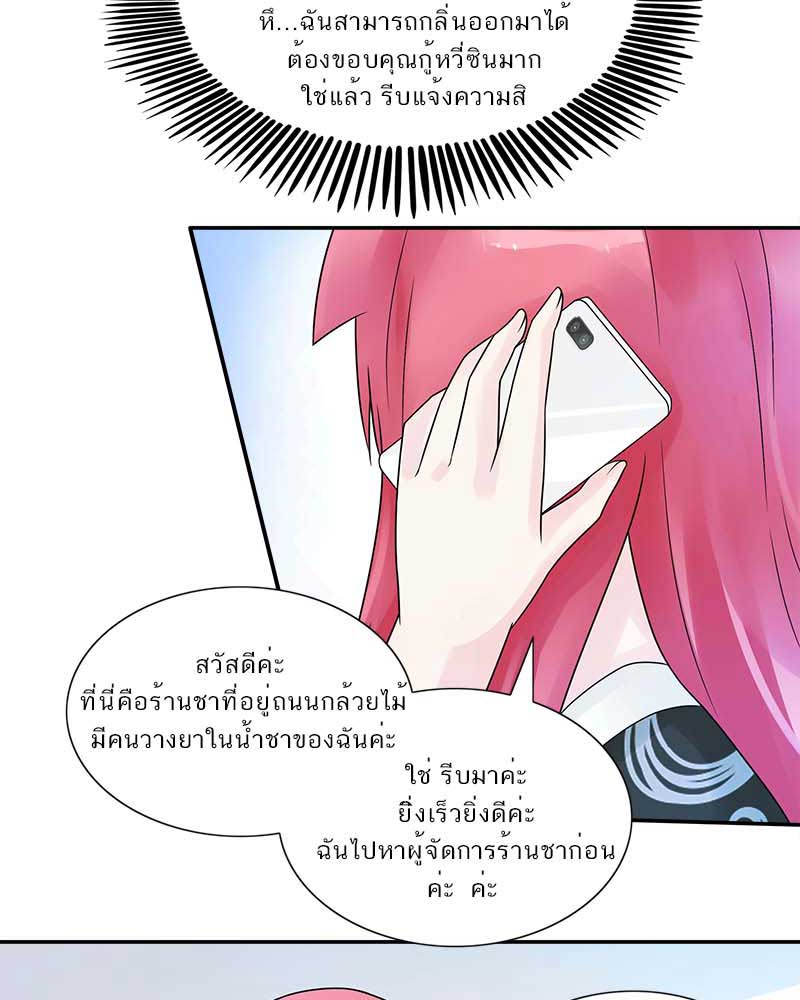 หึ...ฉันสามารถกลิ่นออกมาได้
ต้องขอบคุณกู้หวี่ซินมาก
ใช่แล้ว รีบแจ้งความสิ
สวัสดีค่ะ
ที่นี่คือร้านชาที่อยู่ถนนกล้วยไม้
มีคนวางยาในน้ำชาของฉันค่ะ
ใช่ รีบมาค่ะ
ยิ่งเร็วยิ่งดีค่ะ
ฉันไปหาผู้จัดการร้านชาก่อน
ค่ะ ค่ะ